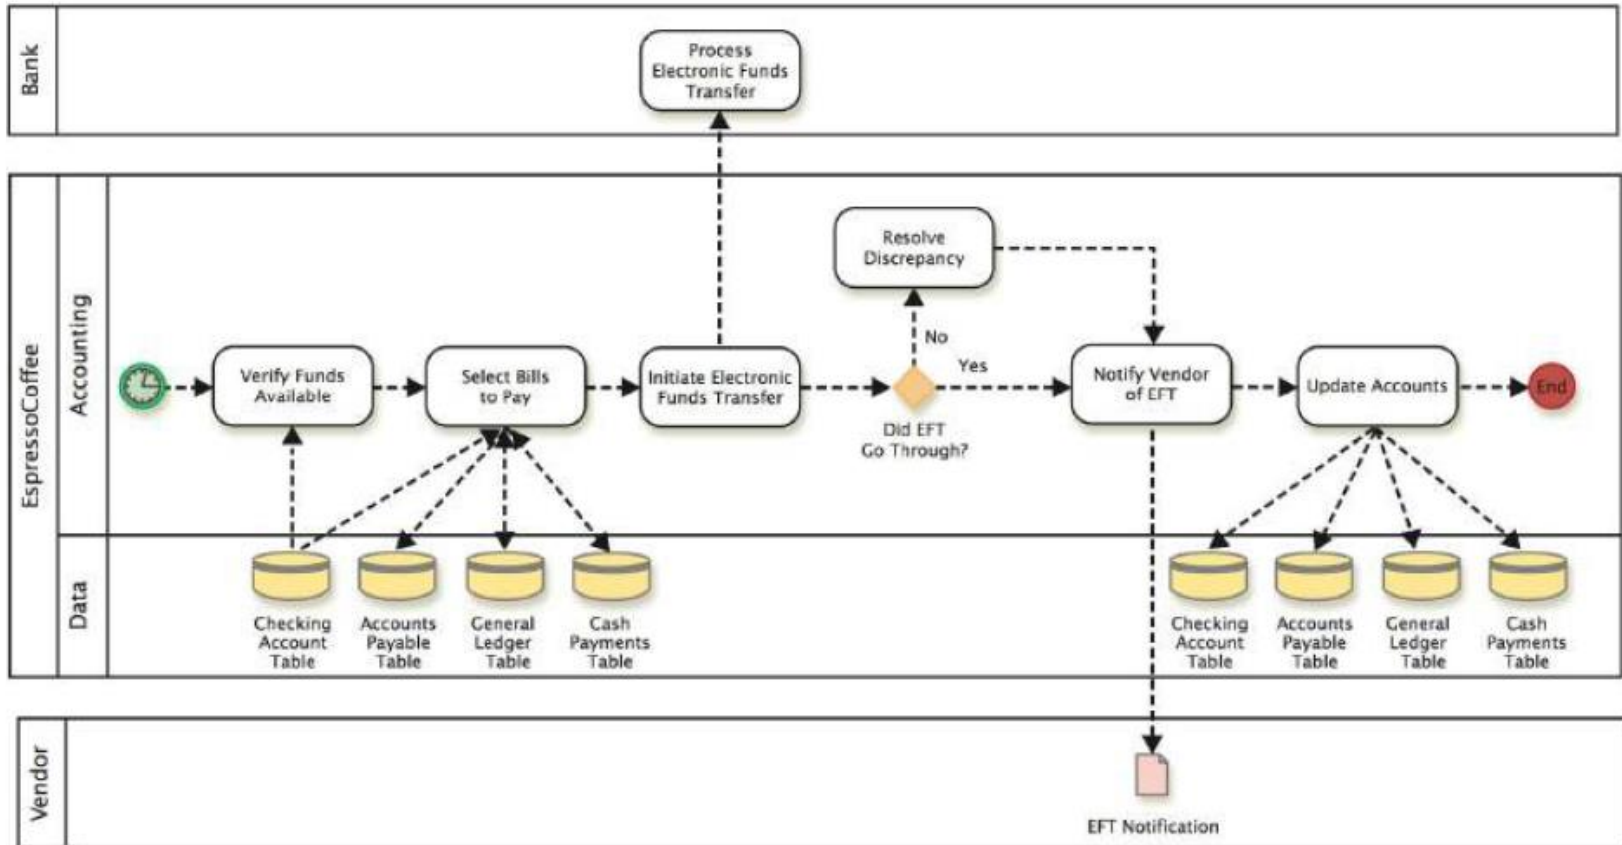 Bank
Process
Electronic Funds
Transfer
EspressoCoffee
Accounting
Resolve
Discrepancy
No
Yes
Verify Funds
Available
Select Bills
to Pay
Initiate Electronic
Funds Transfer
Did EFT
Go Through?
Notify Vendor
of EFT
Update Accounts
End
Data
Checking
Account
Table
Accounts
Payable
Table
General
Ledger
Table
Cash
Payments
Table
Checking
Account
Table
Accounts
Payable
Table
General
Ledger
Table
Cash
Payments
Table
Vendor
EFT Notification